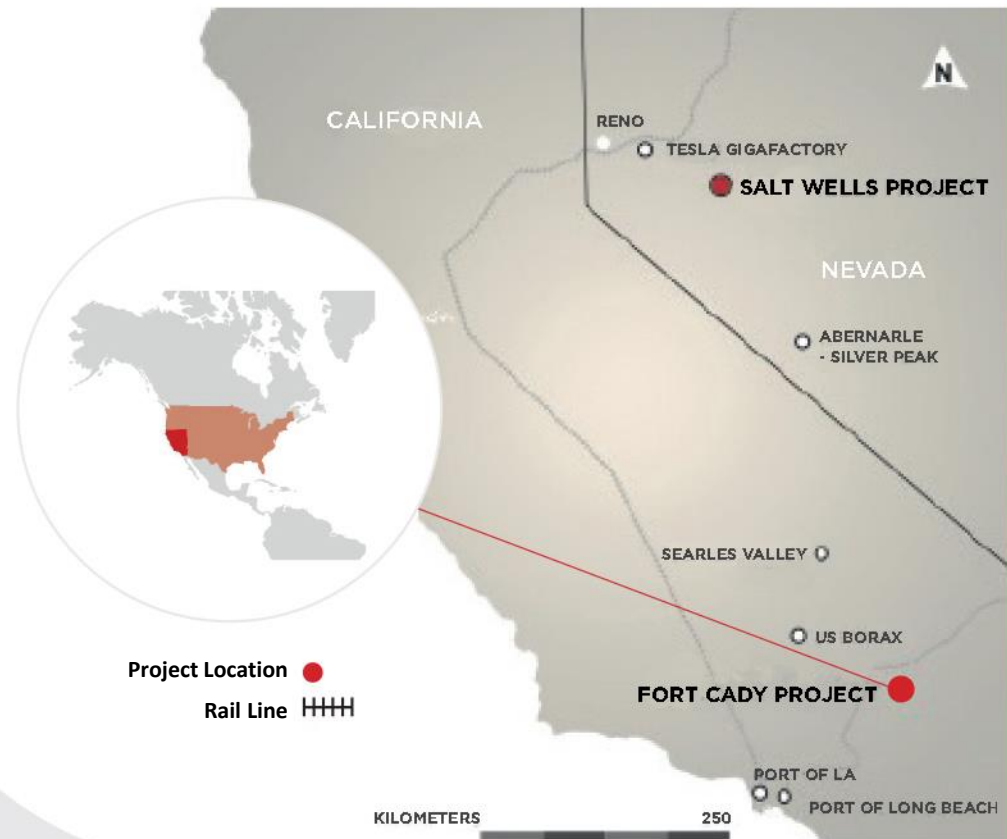 N
CALIFORNIA
RENO
TESLA GIGAFACTORY
SALT WELLS PROJECT
NEVADA
ABERNARLE
- SILVER PEAK
SEARLES VALLEY
US BORAX
Project Location
Rail Line
FORT CADY PROJECT
PORT OF LA
PORT OF LONG BEACH
KILOMETERS 250